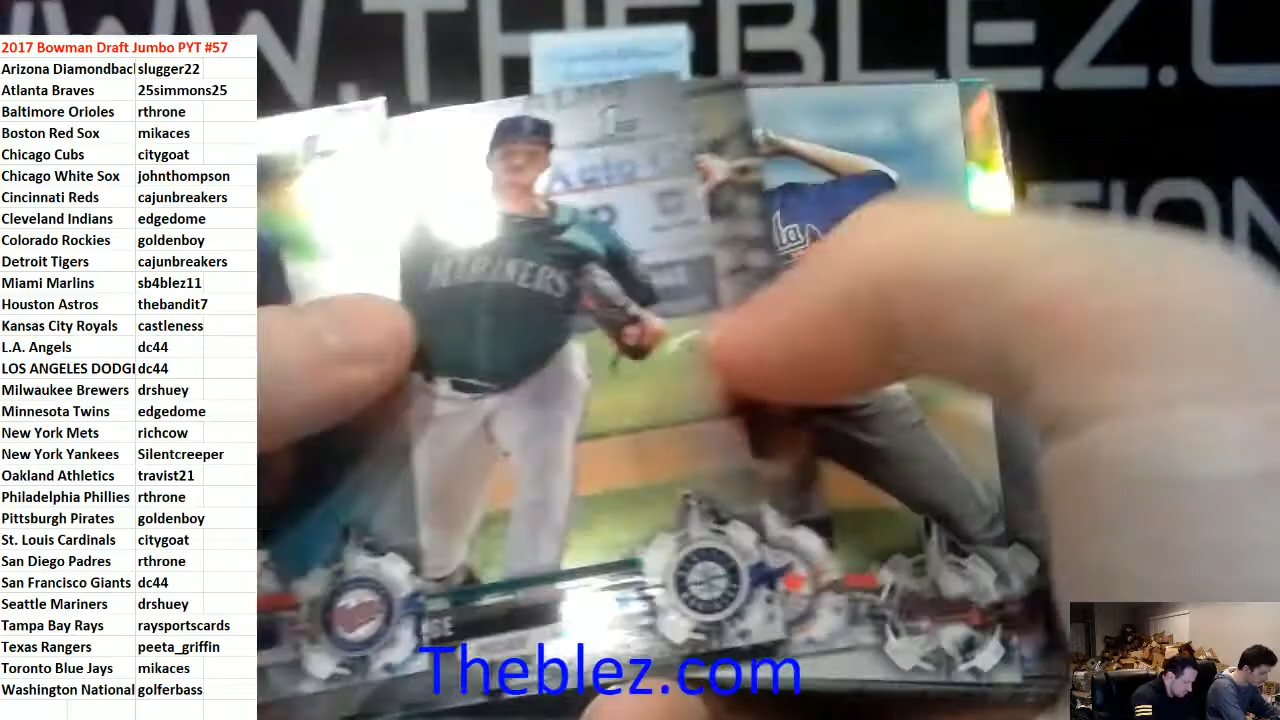 WWW.THEBLEZ.C
2017 Bowman Draft Jumbo PYT #57
Arizona Diamondbac slugger22
Atlanta Braves 25simmons25
Baltimore Orioles rthrone
Boston Red Sox mikaces
Chicago Cubs citygoat
Chicago White Sox johnthompson
Cincinnati Reds cajunbreakers
Cleveland Indians edgedome
Colorado Rockies goldenboy
Detroit Tigers cajunbreakers
Miami Marlins sb4blez11
Houston Astros thebandit7
Kansas City Royals castleness
L.A. Angels dc44
LOS ANGELES DODG dc44
Milwaukee Brewers drshuey
Minnesota Twins edgedome
New York Mets richcow
New York Yankees Silentcreeper
Oakland Athletics travist21
Philadelphia Phillies rthrone
Pittsburgh Pirates goldenboy
St. Louis Cardinals citygoat
San Diego Padres rthrone
San Francisco Giants dc44
Seattle Mariners drshuey
Tampa Bay Rays raysportscards
Texas Rangers peeta_griffin
Toronto Blue Jays mikaces
Washington National golferbass
MARINERS
Theblez.com